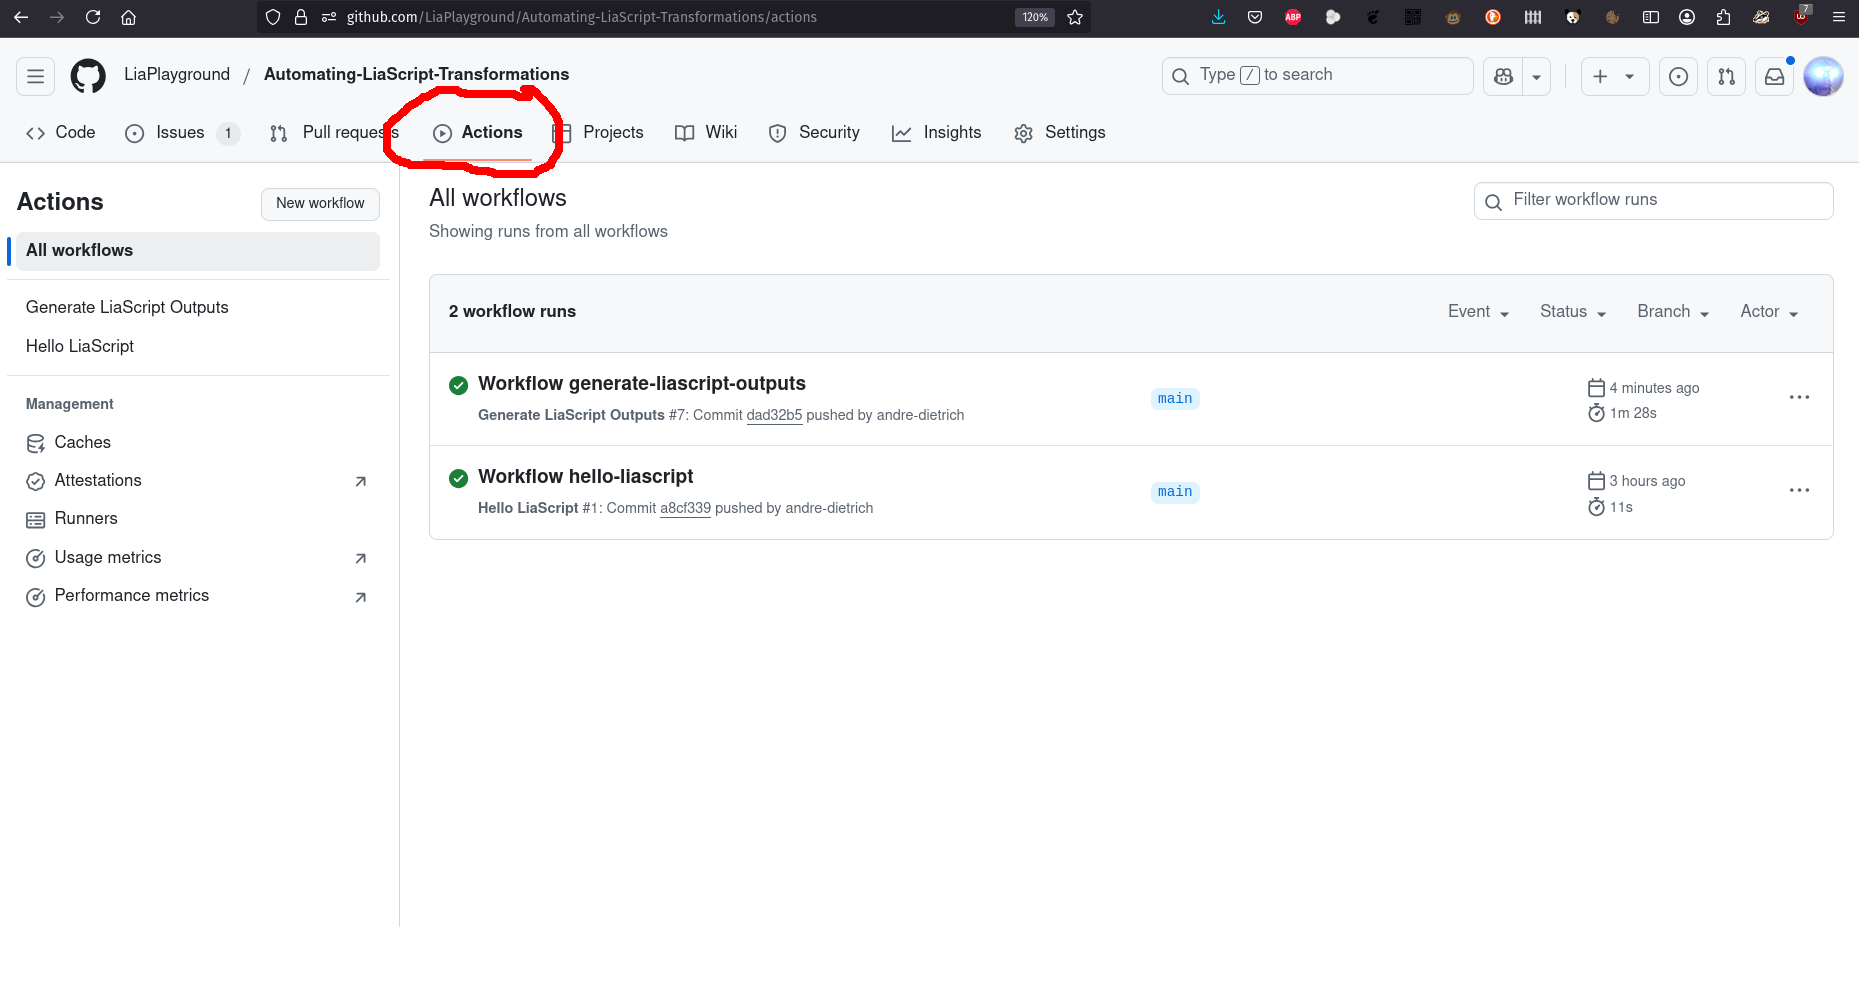 github.com/LiaPlayground/Automating-LiaScript-Transformations/actions
120%
ABP
7
LiaPlayground / Automating-LiaScript-Transformations
Type / to search
Code
Issues 1
Pull requests
Actions
Projects
Wiki
Security
Insights
Settings
Actions
New workflow
All workflows
Generate LiaScript Outputs
Hello LiaScript
Management
Caches
Attestations
Runners
Usage metrics
Performance metrics
All workflows
Showing runs from all workflows
Filter workflow runs
2 workflow runs
Event
Status
Branch
Actor
Workflow generate-liascript-outputs
Generate LiaScript Outputs #7: Commit dad32b5 pushed by andre-dietrich
main
4 minutes ago
1m 28s
Workflow hello-liascript
Hello LiaScript #1: Commit a8cf339 pushed by andre-dietrich
main
3 hours ago
11s